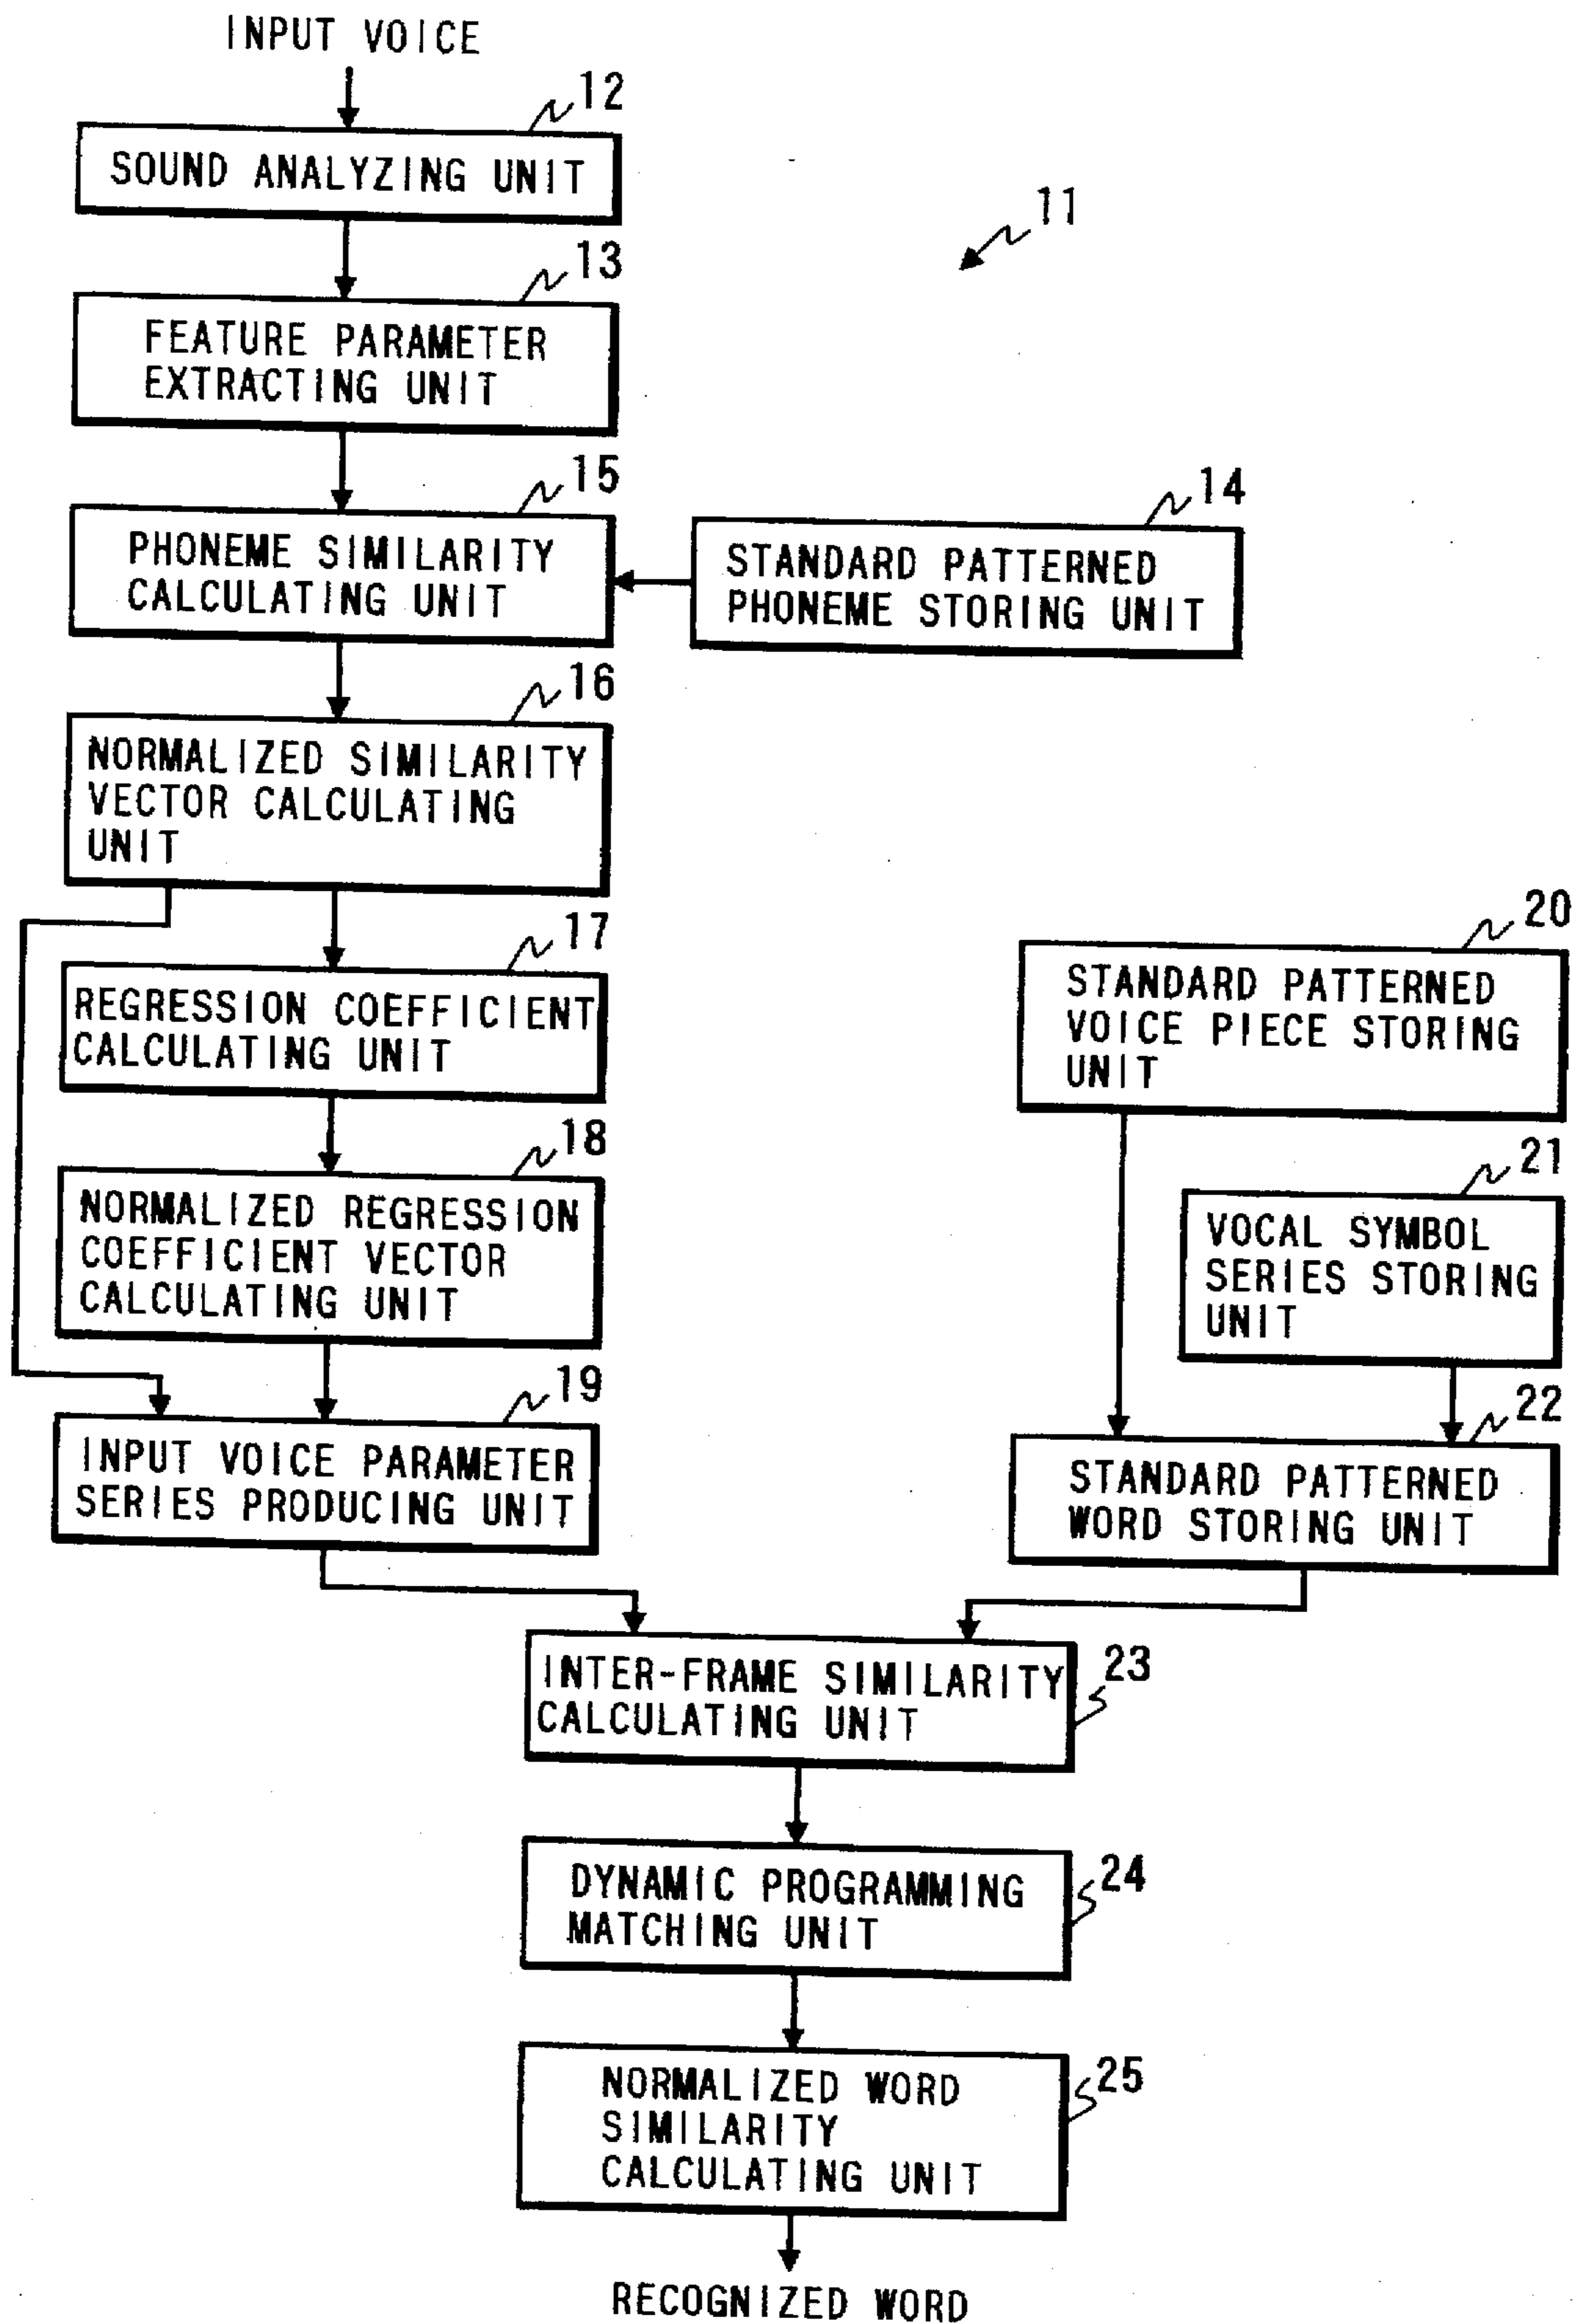 INPUT VOICE
12
SOUND ANALYZING UNIT
11
13
FEATURE PARAMETER
EXTRACTING UNIT
15
PHONEME SIMILARITY
CALCULATING UNIT
14
STANDARD PATTERNED
PHONEME STORING UNIT
16
NORMALIZED SIMILARITY
VECTOR CALCULATING
UNIT
17
REGRESSION COEFFICIENT
CALCULATING UNIT
20
STANDARD PATTERNED
VOICE PIECE STORING
UNIT
18
NORMALIZED REGRESSION
COEFFICIENT VECTOR
CALCULATING UNIT
21
VOCAL SYMBOL
SERIES STORING
UNIT
19
INPUT VOICE PARAMETER
SERIES PRODUCING UNIT
22
STANDARD PATTERNED
WORD STORING UNIT
INTER-FRAME SIMILARITY
CALCULATING UNIT
23
DYNAMIC PROGRAMMING
MATCHING UNIT
24
NORMALIZED WORD
SIMILARITY
CALCULATING UNIT
25
RECOGNIZED WORD